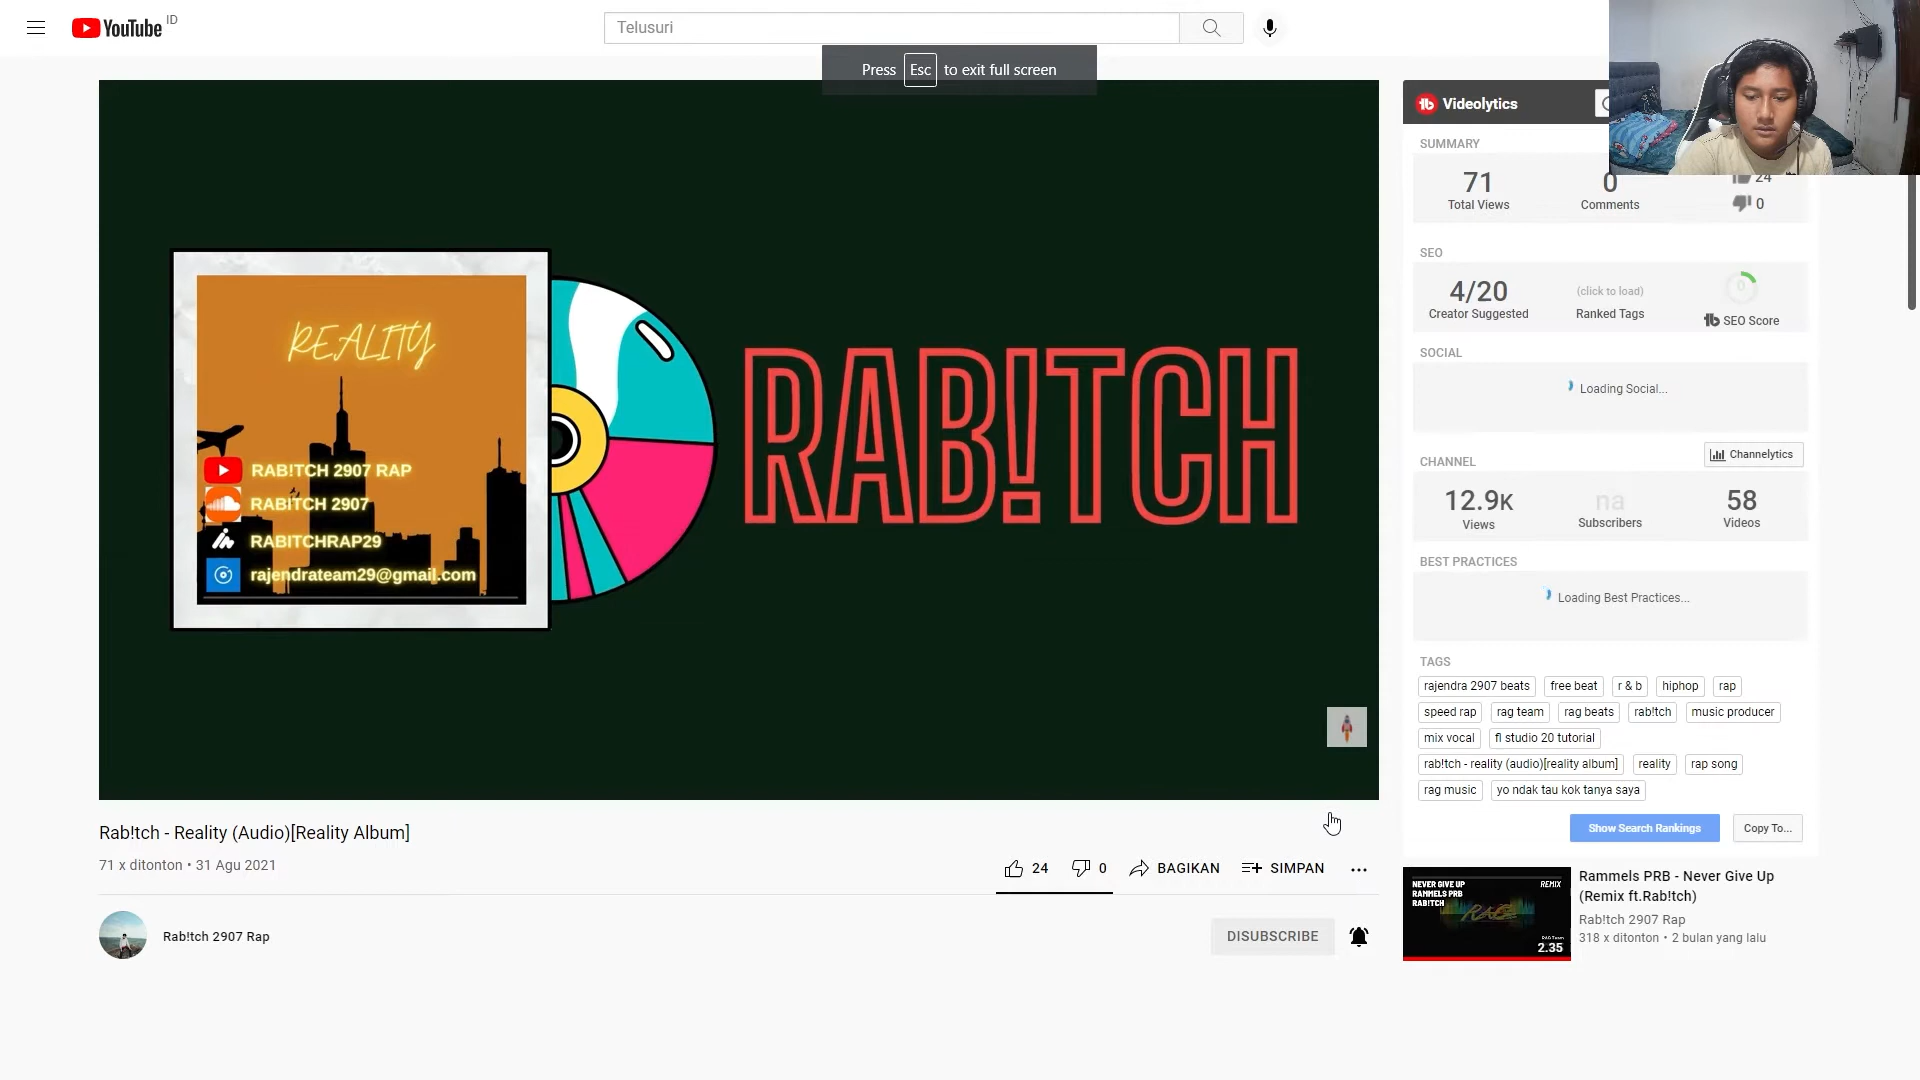 YouTube ID
Telusuri
Press Esc to exit full screen
REALITY
RAB!TCH 2907 RAP
RABITCH 2907
RABITCHRAP29
rajendrateam29@gmail.com
RAB!TCH
Rab!tch - Reality (Audio)[Reality Album]
71 x ditonton • 31 Agu 2021
24
0
BAGIKAN
SIMPAN
Rab!tch 2907 Rap
DISUBSCRIBE
Videolytics
SUMMARY
71
Total Views
0
Comments
24
0
SEO
4/20
Creator Suggested
(click to load)
Ranked Tags
0
SEO Score
SOCIAL
Loading Social...
CHANNEL
Channelytics
12.9K
Views
na
Subscribers
58
Videos
BEST PRACTICES
Loading Best Practices...
TAGS
rajendra 2907 beats free beat r & b hiphop rap
speed rap rag team rag beats rab!tch music producer
mix vocal fl studio 20 tutorial
rab!tch - reality (audio)[reality album] reality rap song
rag music yo ndak tau kok tanya saya
Show Search Rankings Copy To...
NEVER GIVE UP
RAMMELS PRB
RAB!TCH
REMIX
2.35
Rammels PRB - Never Give Up
(Remix ft.Rab!tch)
Rab!tch 2907 Rap
318 x ditonton • 2 bulan yang lalu